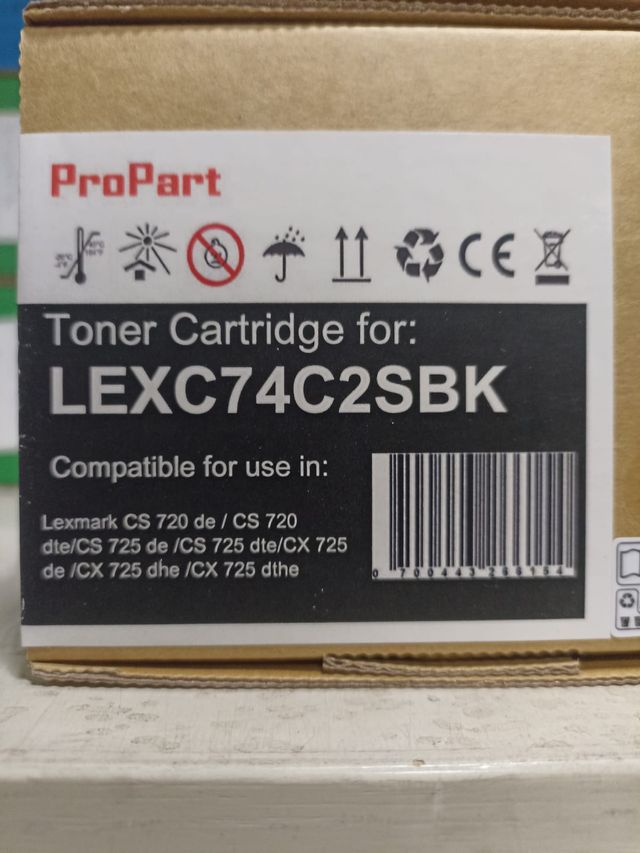 ProPart
CE
Toner Cartridge for:
LEXC74C2SBK
Compatible for use in:
Lexmark CS 720 de / CS 720
dte/CS 725 de /CS 725 dte/CX 725
de /CX 725 dhe /CX 725 dthe